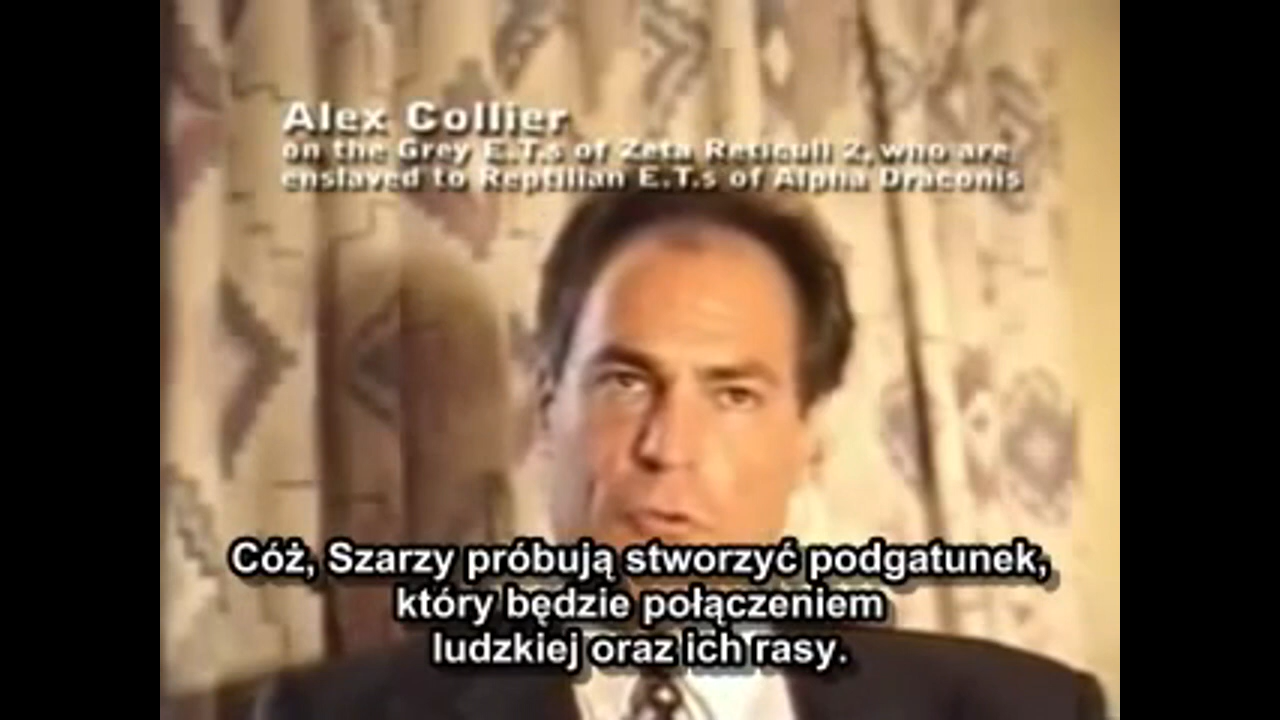 Alex Collier
on the Grey E.T.s of Zeta Reticuli 2, who are
enslaved to Reptilian E.T.s of Alpha Draconis
Cóż, Szarzy próbują stworzyć podgatunek,
który będzie połączeniem
ludzkiej oraz ich rasy.